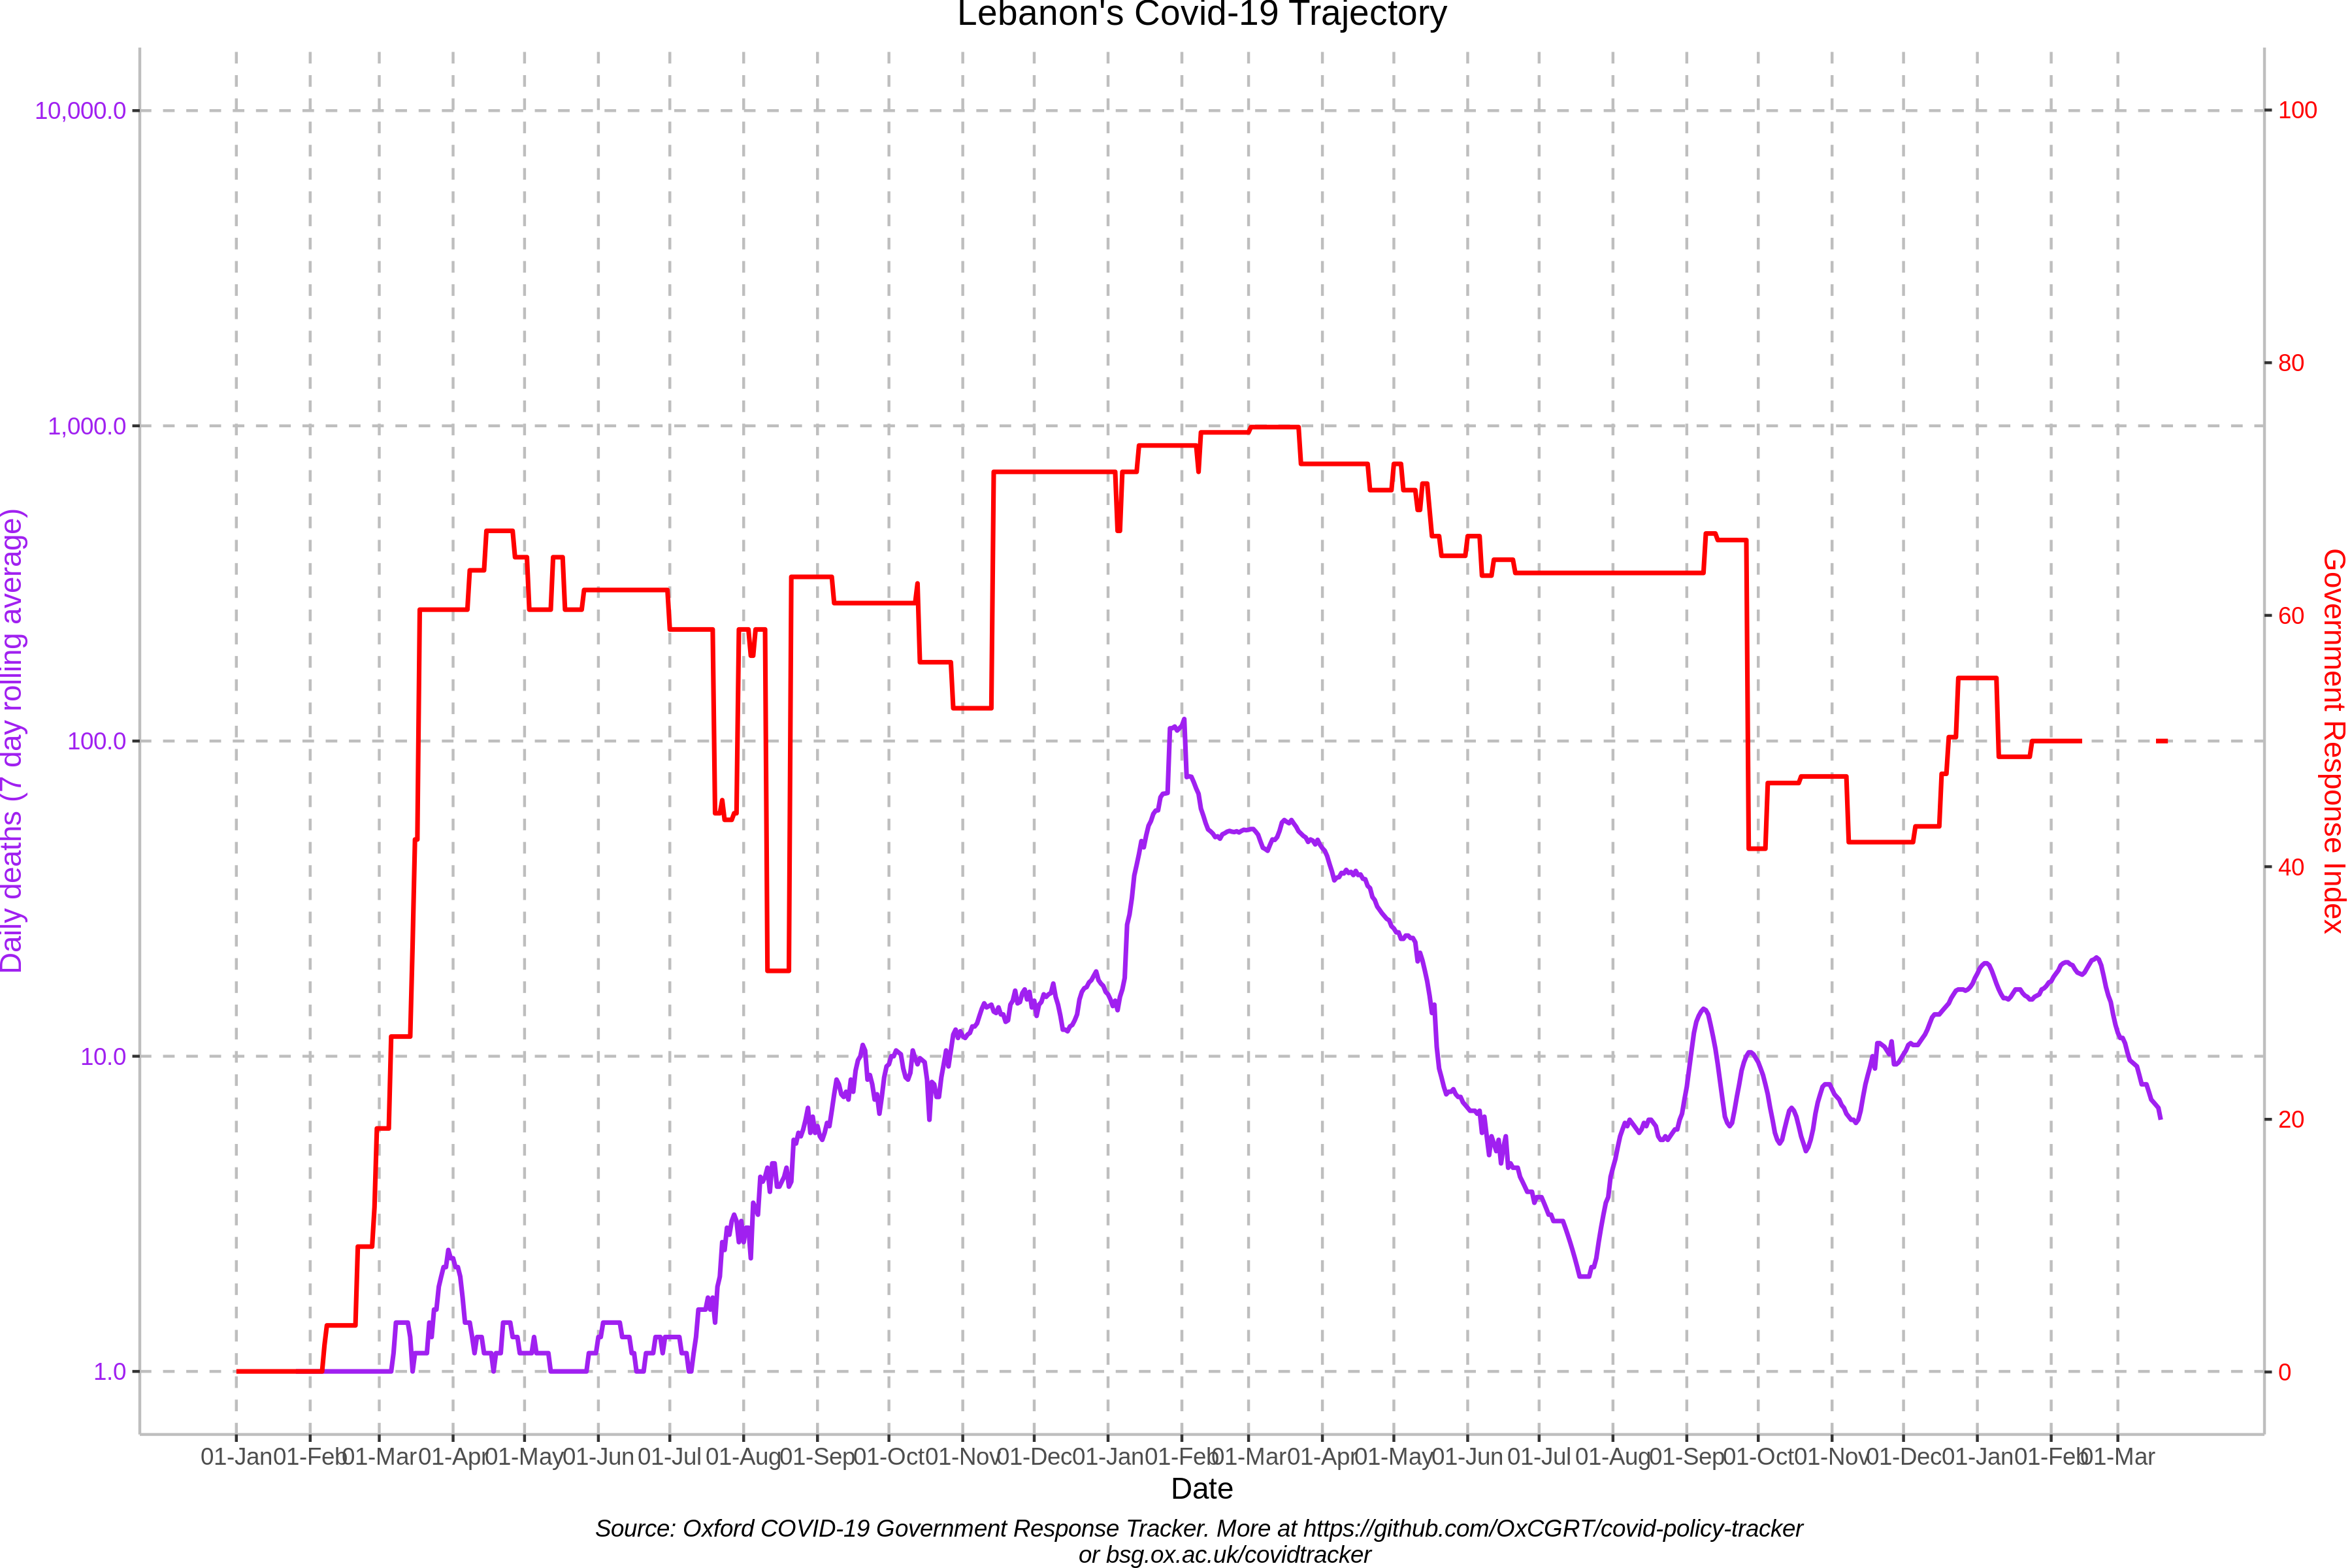 Lebanon's Covid-19 Trajectory
Daily deaths (7 day rolling average)
10,000.0
1,000.0
100.0
10.0
1.0
100
80
60
40
20
0
Government Response Index
01-Jan 01-Feb 01-Mar 01-Apr 01-May 01-Jun 01-Jul 01-Aug 01-Sep 01-Oct 01-Nov 01-Dec 01-Jan 01-Feb 01-Mar 01-Apr 01-May 01-Jun 01-Jul 01-Aug 01-Sep 01-Oct 01-Nov 01-Dec 01-Jan 01-Feb 01-Mar
Date
Source: Oxford COVID-19 Government Response Tracker. More at https://github.com/OxCGRT/covid-policy-tracker
or bsg.ox.ac.uk/covidtracker